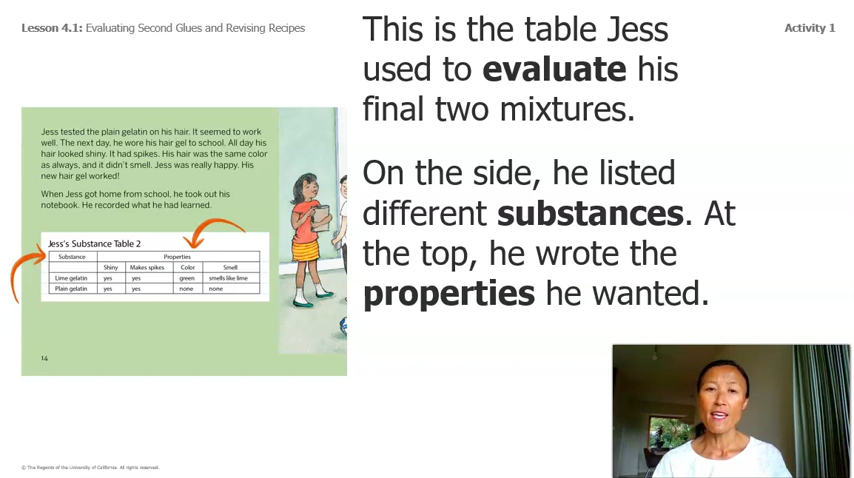 Lesson 4.1: Evaluating Second Glues and Revising Recipes
Activity 1
This is the table Jess
used to evaluate his
final two mixtures.
On the side, he listed
different substances. At
the top, he wrote the
properties he wanted.
Jess tested the plain gelatin on his hair. It seemed to work
well. The next day, he wore his hair gel to school. All day his
hair looked shiny. It had spikes. His hair was the same color
as always, and it didn't smell. Jess was really happy. His
new hair gel worked!
When Jess got home from school, he took out his
notebook. He recorded what he had learned.
Jess's Substance Table 2
Substance Properties
Shiny Makes spikes Color Smell
Lime gelatin yes yes green smells like lime
Plain gelatin yes yes none none
14
© The Regents of the University of California. All rights reserved.